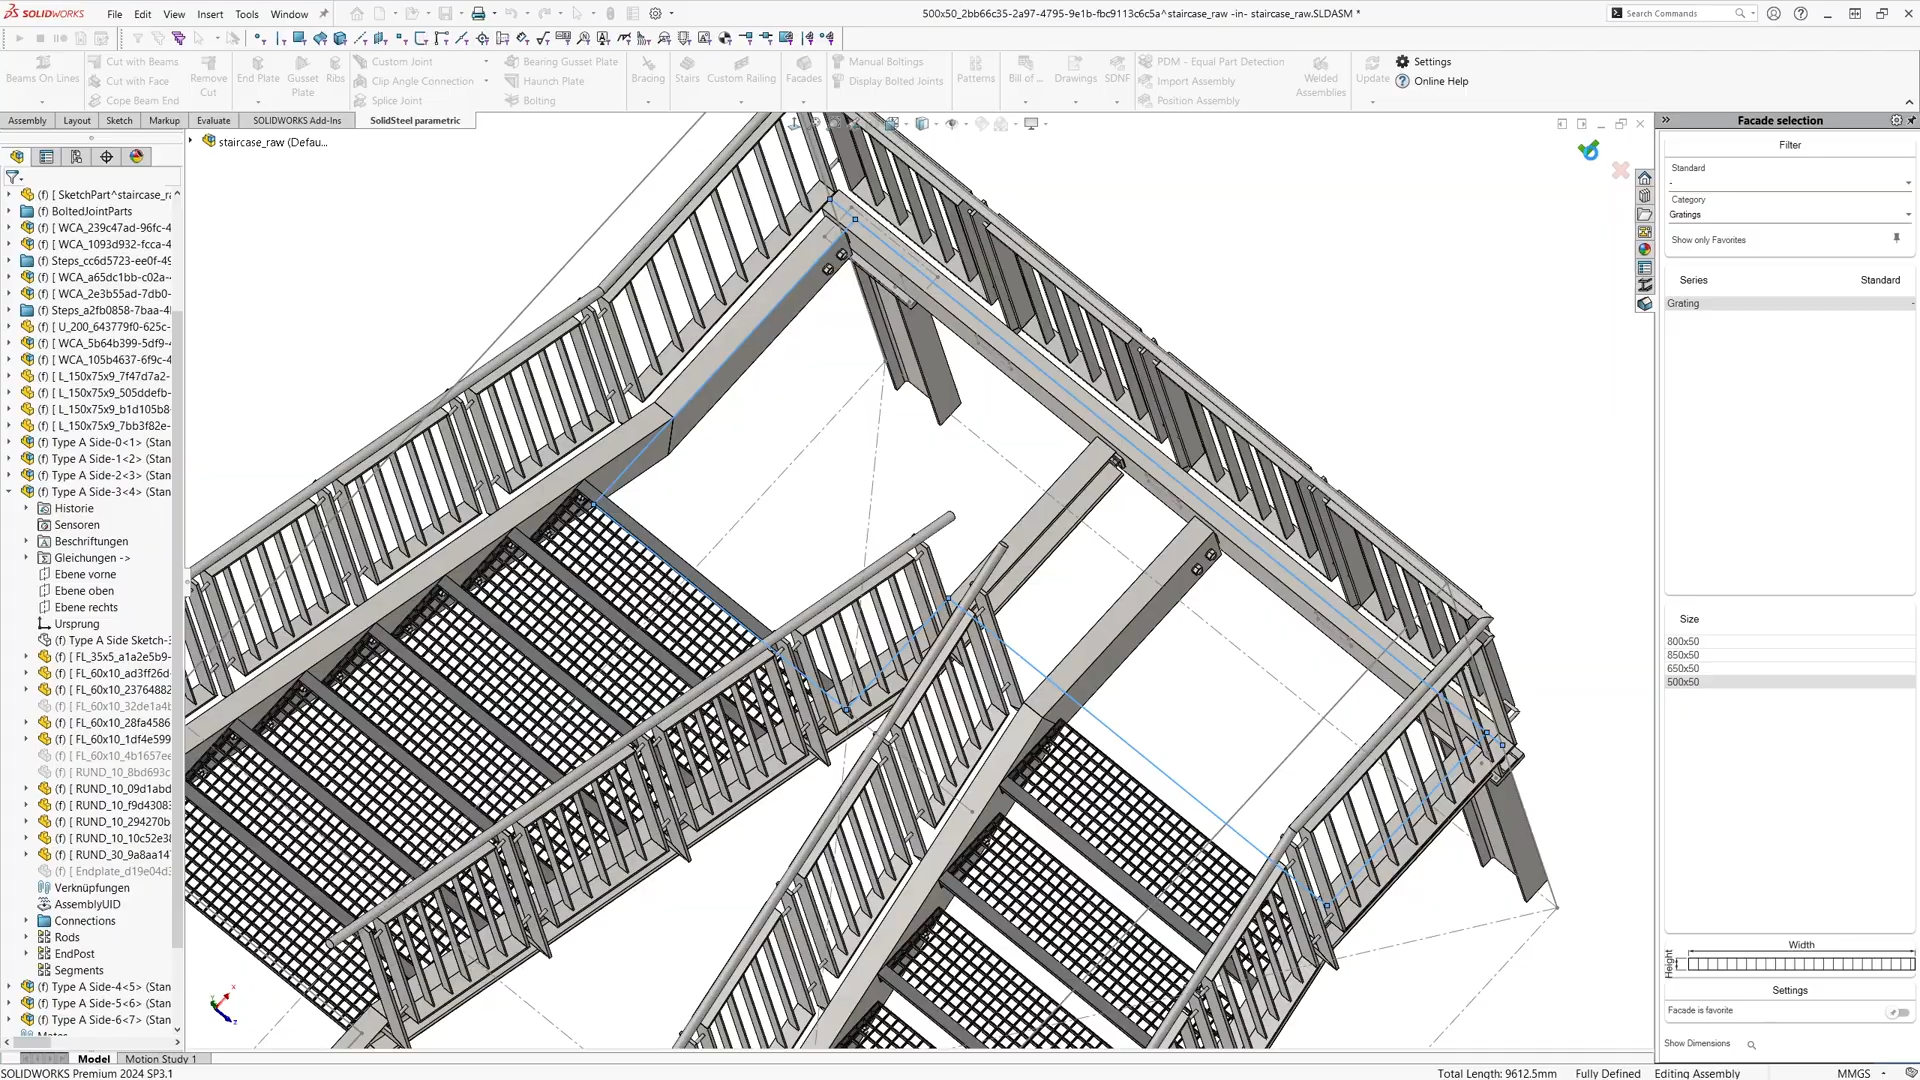 SOLIDWORKS File Edit View Insert Tools Window
500x50_2bb66c35-2a97-4795-9e1b-fbc9113c6c5a^staircase_raw -in- staircase_raw.SLDASM *
Search Commands
Beams On Lines
Cut with Beams
Cut with Face
Cope Beam End
Remove Cut
End Plate
Gusset Plate
Ribs
Custom Joint
Clip Angle Connection
Splice Joint
Bearing Gusset Plate
Haunch Plate
Bolting
Bracing
Stairs
Custom Railing
Facades
Manual Boltings
Display Bolted Joints
Patterns
Bill of ...
Drawings
SDNF
PDM - Equal Part Detection
Import Assembly
Position Assembly
Welded Assemblies
Update
Settings
Online Help
Assembly Layout Sketch Markup Evaluate SOLIDWORKS Add-Ins SolidSteel parametric
staircase_raw (Defau...
(f) [ SketchPart^staircase_ra
(f) BoltedJointParts
(f) [ WCA_239c47ad-96fc-4
(f) [ WCA_1093d932-fcca-4
(f) Steps_cc6d5723-ee0f-49
(f) [ WCA_a65dc1bb-c02a-4
(f) [ WCA_2e3b55ad-7db0-
(f) Steps_a2fb0858-7baa-4
(f) [ U_200_643779f0-625c-
(f) [ WCA_5b64b399-5df9-4
(f) [ WCA_105b4637-6f9c-4
(f) [ L_150x75x9_7f47d7a2-
(f) [ L_150x75x9_505ddefb-
(f) [ L_150x75x9_b1d105b8-
(f) [ L_150x75x9_7bb3f82e-
(f) Type A Side-0<1> (Stan
(f) Type A Side-1<2> (Stan
(f) Type A Side-2<3> (Stan
(f) Type A Side-3<4> (Stan
Historie
Sensoren
Beschriftungen
Gleichungen ->
Ebene vorne
Ebene oben
Ebene rechts
Ursprung
(f) Type A Side Sketch-3
(f) [ FL_35x5_a1a2e5b9-
(f) [ FL_60x10_ad3ff26d-
(f) [ FL_60x10_23764882
(f) [ FL_60x10_32de1a4b
(f) [ FL_60x10_28fa4586
(f) [ FL_60x10_1df4e599
(f) [ FL_60x10_4b1657ee
(f) [ RUND_10_8bd693c
(f) [ RUND_10_09d1abd
(f) [ RUND_10_f9d43083
(f) [ RUND_10_294270b
(f) [ RUND_10_10c52e38
(f) [ RUND_30_9a8aa14
(f) [ Endplate_d19e04d3
Verknüpfungen
AssemblyUID
Connections
Rods
EndPost
Segments
(f) Type A Side-4<5> (Stan
(f) Type A Side-5<6> (Stan
(f) Type A Side-6<7> (Stan
Mates
Facade selection
Filter
Standard
-
Category
Gratings
Show only Favorites
Series Standard
Grating -
Size
800x50
850x50
650x50
500x50
Width
Height
Settings
Facade is favorite
Show Dimensions
Model Motion Study 1
SOLIDWORKS Premium 2024 SP3.1
Total Length: 9612.5mm Fully Defined Editing Assembly MMGS